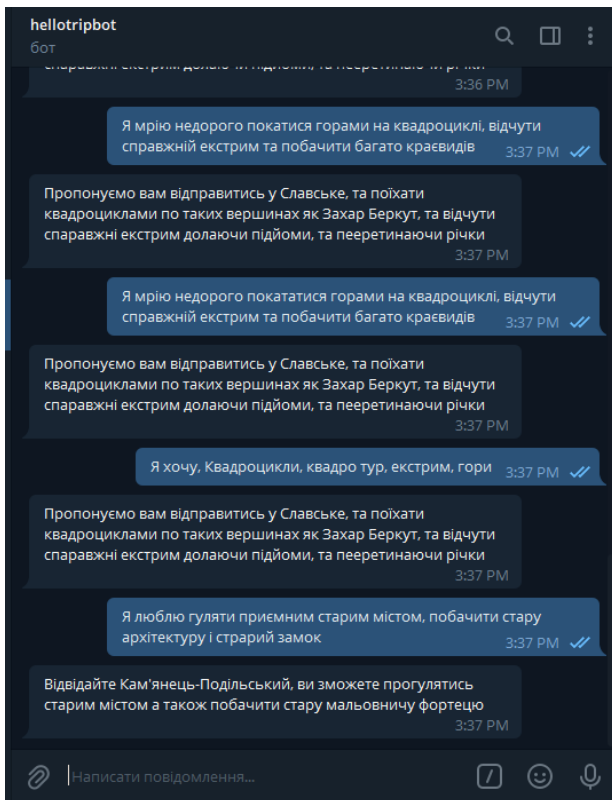 hellotripbot
бот
спаравжні екстрим долаючи підйоми, та пееретинаючи річки
3:36 PM
Я мрію недорого покатися горами на квадроциклі, відчути
справжній екстрим та побачити багато краєвидів
3:37 PM
Пропонуємо вам відправитись у Славське, та поїхати
квадроциклами по таких вершинах як Захар Беркут, та відчути
спаравжні екстрим долаючи підйоми, та пееретинаючи річки
3:37 PM
Я мрію недорого покататися горами на квадроциклі, відчути
справжній екстрим та побачити багато краєвидів
3:37 PM
Пропонуємо вам відправитись у Славське, та поїхати
квадроциклами по таких вершинах як Захар Беркут, та відчути
спаравжні екстрим долаючи підйоми, та пееретинаючи річки
3:37 PM
Я хочу, Квадроцикли, квадро тур, екстрим, гори
3:37 PM
Пропонуємо вам відправитись у Славське, та поїхати
квадроциклами по таких вершинах як Захар Беркут, та відчути
спаравжні екстрим долаючи підйоми, та пееретинаючи річки
3:37 PM
Я люблю гуляти приємним старим містом, побачити стару
архітектуру і страрий замок
3:37 PM
Відвідайте Кам'янець-Подільський, ви зможете прогулятись
старим містом а також побачити стару мальовничу фортецю
3:37 PM
Написати повідомлення...